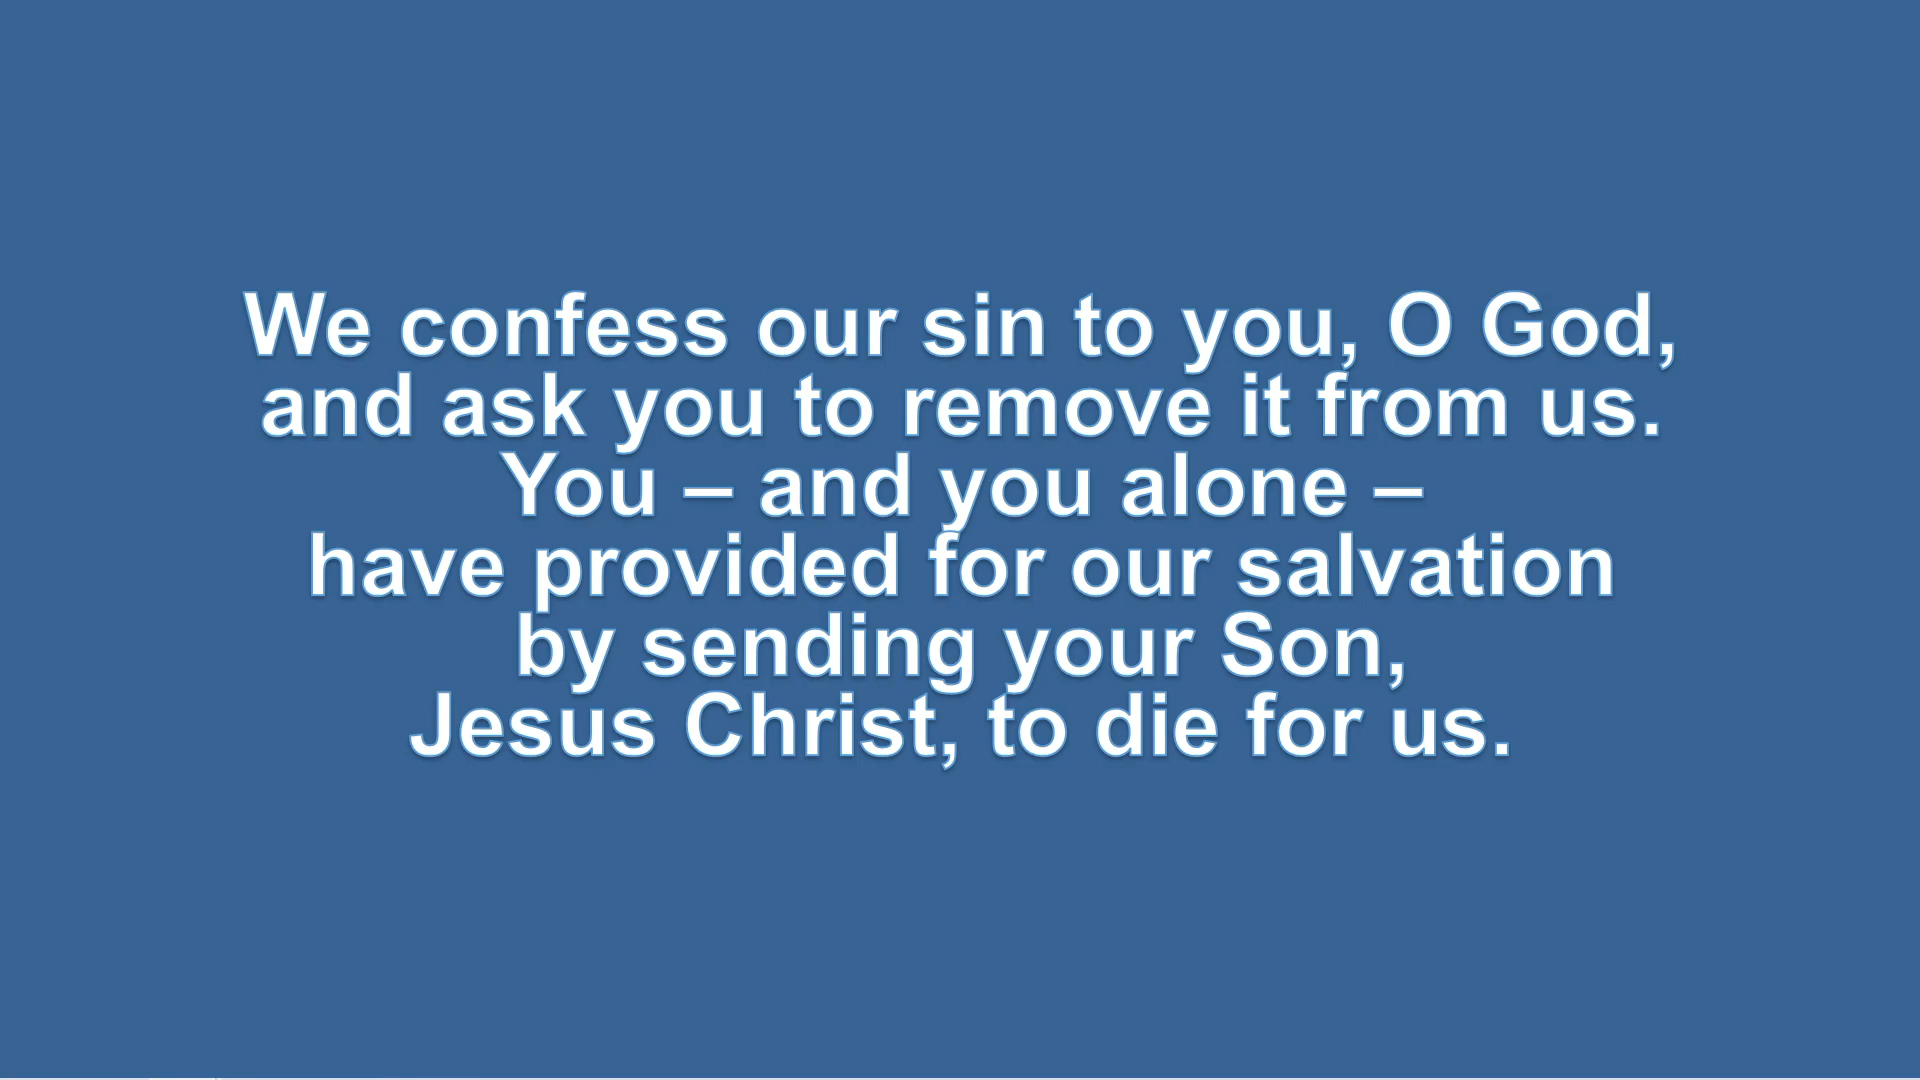 We confess our sin to you, O God,
and ask you to remove it from us.
You – and you alone –
have provided for our salvation
by sending your Son,
Jesus Christ, to die for us.